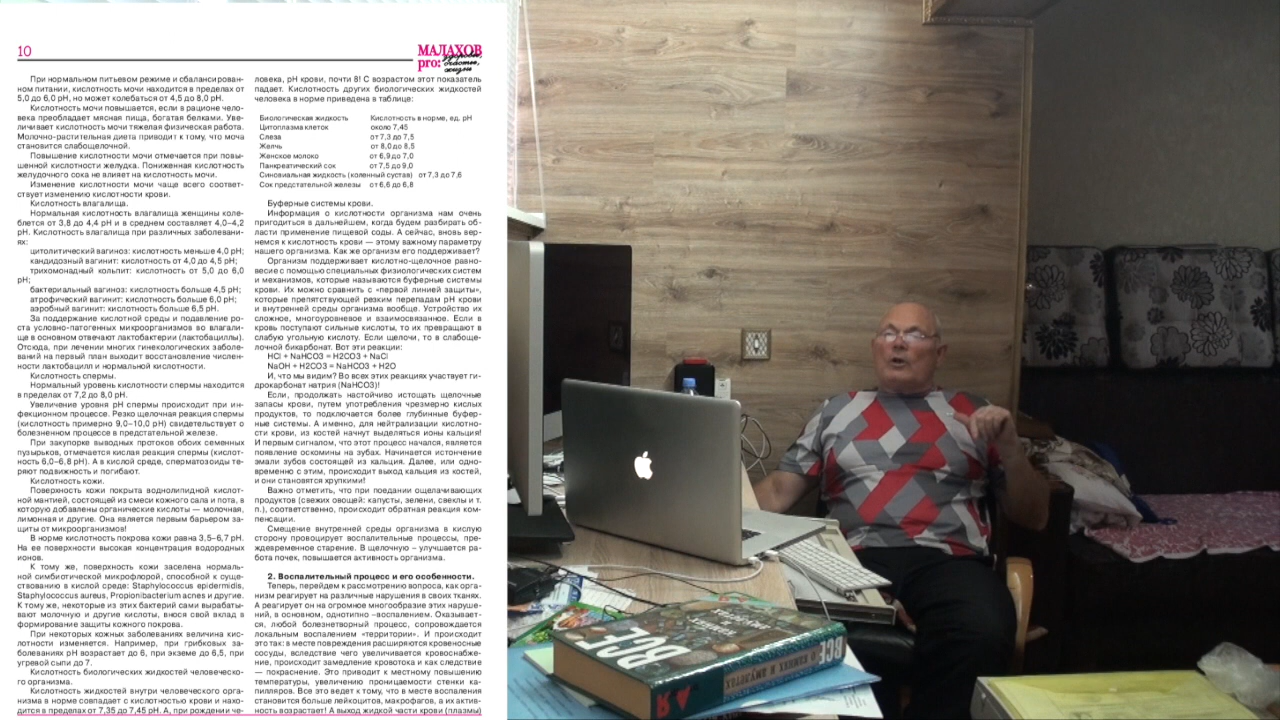 10
МАЛАХОВ
pro: здоровье, счастье, жизнь
При нормальном питьевом режиме и сбалансирован-
ном питании, кислотность мочи находится в пределах от
5,0 до 6,0 pH, но может колебаться от 4,5 до 8,0 pH.
Кислотность мочи повышается, если в рационе чело-
века преобладает мясная пища, богатая белками. Уве-
личивает кислотность мочи тяжелая физическая работа.
Молочно-растительная диета приводит к тому, что моча
становится слабощелочной.
Повышение кислотности мочи отмечается при повы-
шенной кислотности желудка. Пониженная кислотность
желудочного сока не влияет на кислотность мочи.
Изменение кислотности мочи чаще всего соответ-
ствует изменению кислотности крови.
Кислотность влагалища.
Нормальная кислотность влагалища женщины коле-
блется от 3,8 до 4,4 pH и в среднем составляет 4,0–4,2
pH. Кислотность влагалища при различных заболевани-
ях:
цитолитический вагиноз: кислотность меньше 4,0 pH;
кандидозный вагинит: кислотность от 4,0 до 4,5 pH;
трихомонадный кольпит: кислотность от 5,0 до 6,0
pH;
бактериальный вагиноз: кислотность больше 4,5 pH;
атрофический вагинит: кислотность больше 6,0 pH;
аэробный вагинит: кислотность больше 6,5 pH.
За поддержание кислотной среды и подавление ро-
ста условно-патогенных микроорганизмов во влагали-
ще в основном отвечают лактобактерии (лактобациллы).
Отсюда, при лечении многих гинекологических заболе-
ваний на первый план выходит восстановление числен-
ности лактобацилл и нормальной кислотности.
Кислотность спермы.
Нормальный уровень кислотности спермы находится
в пределах от 7,2 до 8,0 pH.
Увеличение уровня pH спермы происходит при ин-
фекционном процессе. Резко щелочная реакция спермы
(кислотность примерно 9,0–10,0 pH) свидетельствует о
болезненном процессе в предстательной железе.
При закупорке выводных протоков обоих семенных
пузырьков, отмечается кислая реакция спермы (кислот-
ность 6,0–6,8 pH). А в кислой среде, сперматозоиды те-
ряют подвижность и погибают.
Кислотность кожи.
Поверхность кожи покрыта воднолипидной кислот-
ной мантией, состоящей из смеси кожного сала и пота, в
которую добавлены органические кислоты — молочная,
лимонная и другие. Она является первым барьером за-
щиты от микроорганизмов!
В норме кислотность покрова кожи равна 3,5–6,7 pH.
На ее поверхности высокая концентрация водородных
ионов.
К тому же, поверхность кожи заселена нормаль-
ной симбиотической микрофлорой, способной к суще-
ствованию в кислой среде: Staphylococcus epidermidis,
Staphylococcus aureus, Propionibacterium acnes и другие.
К тому же, некоторые из этих бактерий сами вырабаты-
вают молочную и другие кислоты, внося свой вклад в
формирование защиты кожного покрова.
При некоторых кожных заболеваниях величина кис-
лотности изменяется. Например, при грибковых за-
болеваниях pH возрастает до 6, при экземе до 6,5, при
угревой сыпи до 7.
Кислотность биологических жидкостей человеческо-
го организма.
Кислотность жидкостей внутри человеческого орга-
низма в норме совпадает с кислотностью крови и нахо-
дится в пределах от 7,35 до 7,45 pH. А, при рождении че-
ловека, pH крови, почти 8! С возрастом этот показатель
падает. Кислотность других биологических жидкостей
человека в норме приведена в таблице:
Биологическая жидкость Кислотность в норме, ед. pH
Цитоплазма клеток около 7,45
Слеза от 7,3 до 7,5
Желчь от 8,0 до 8,5
Женское молоко от 6,9 до 7,0
Панкреатический сок от 7,5 до 9,0
Синовиальная жидкость (коленный сустав) от 7,3 до 7,6
Сок предстательной железы от 6,6 до 6,8
Буферные системы крови.
Информация о кислотности организма нам очень
пригодиться в дальнейшем, когда будем разбирать об-
ласти применение пищевой соды. А сейчас, вновь вер-
немся к кислотность крови — этому важному параметру
нашего организма. Как же организм его поддерживает?
Организм поддерживает кислотно-щелочное равно-
весие с помощью специальных физиологических систем
и механизмов, которые называются буферные системы
крови. Их можно сравнить с «первой линией защиты»,
которые препятствующей резким перепадам pH крови
и внутренней среды организма вообще. Устройство их
сложное, многоуровневое и взаимосвязанное. Если в
кровь поступают сильные кислоты, то их превращают в
слабую угольную кислоту. Если щелочи, то в слабоще-
лочной бикарбонат. Вот эти реакции:
HCl + NaHCO3 = H2CO3 + NaCl
NaOH + H2CO3 = NaHCO3 + H2O
И, что мы видим? Во всех этих реакциях участвует ги-
дрокарбонат натрия (NaHCO3)!
Если, продолжать настойчиво истощать щелочные
запасы крови, путем употребления чрезмерно кислых
продуктов, то подключается более глубинные буфер-
ные системы. А именно, для нейтрализации кислотно-
сти крови, из костей начнут выделяться ионы кальция!
И первым сигналом, что этот процесс начался, является
появление оскомины на зубах. Начинается истончение
эмали зубов состоящей из кальция. Далее, или одно-
временно с этим, происходит выход кальция из костей,
и они становятся хрупкими!
Важно отметить, что при поедании ощелачивающих
продуктов (свежих овощей: капусты, зелени, свеклы и т.
п.), соответственно, происходит обратная реакция ком-
пенсации.
Смещение внутренней среды организма в кислую
сторону провоцирует воспалительные процессы, пре-
ждевременное старение. В щелочную – улучшается ра-
бота почек, повышается активность организма.
2. Воспалительный процесс и его особенности.
Теперь, перейдем к рассмотрению вопроса, как орга-
низм реагирует на различные нарушения в своих тканях.
А реагирует он на огромное многообразие этих наруше-
ний, в основном, однотипно –воспалением. Оказывает-
ся, любой болезнетворный процесс, сопровождается
локальным воспалением «территории». И происходит
это так: в месте повреждения расширяются кровеносные
сосуды, вследствие чего увеличивается кровоснабже-
ние, происходит замедление кровотока и как следствие
— покраснение. Это приводит к местному повышению
температуры, увеличение проницаемости стенки ка-
пилляров. Все это ведет к тому, что в месте воспаления
становится больше лейкоцитов, макрофагов, а их актив-
ность возрастает! А выход жидкой части крови (плазмы)
ВСЕ
ВСЕ
Я